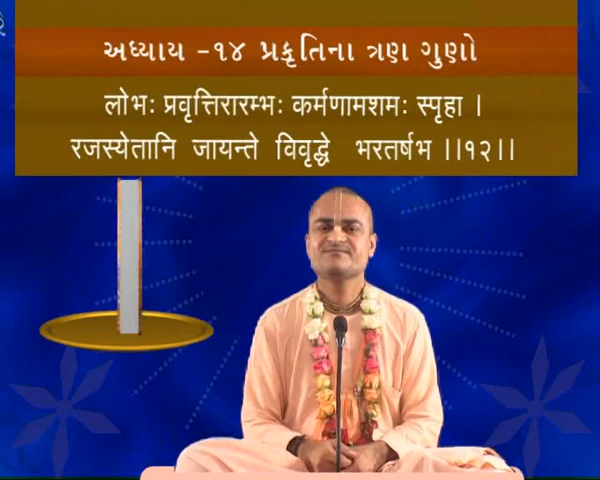 અધ્યાય -૧૪ પ્રકૃતિના ત્રણ ગુણો
लोभः प्रवृत्तिरारम्भः कर्मणामशमः स्पृहा ।
रजस्येतानि जायन्ते विवृद्धे भरतर्षभ ।।१२।।